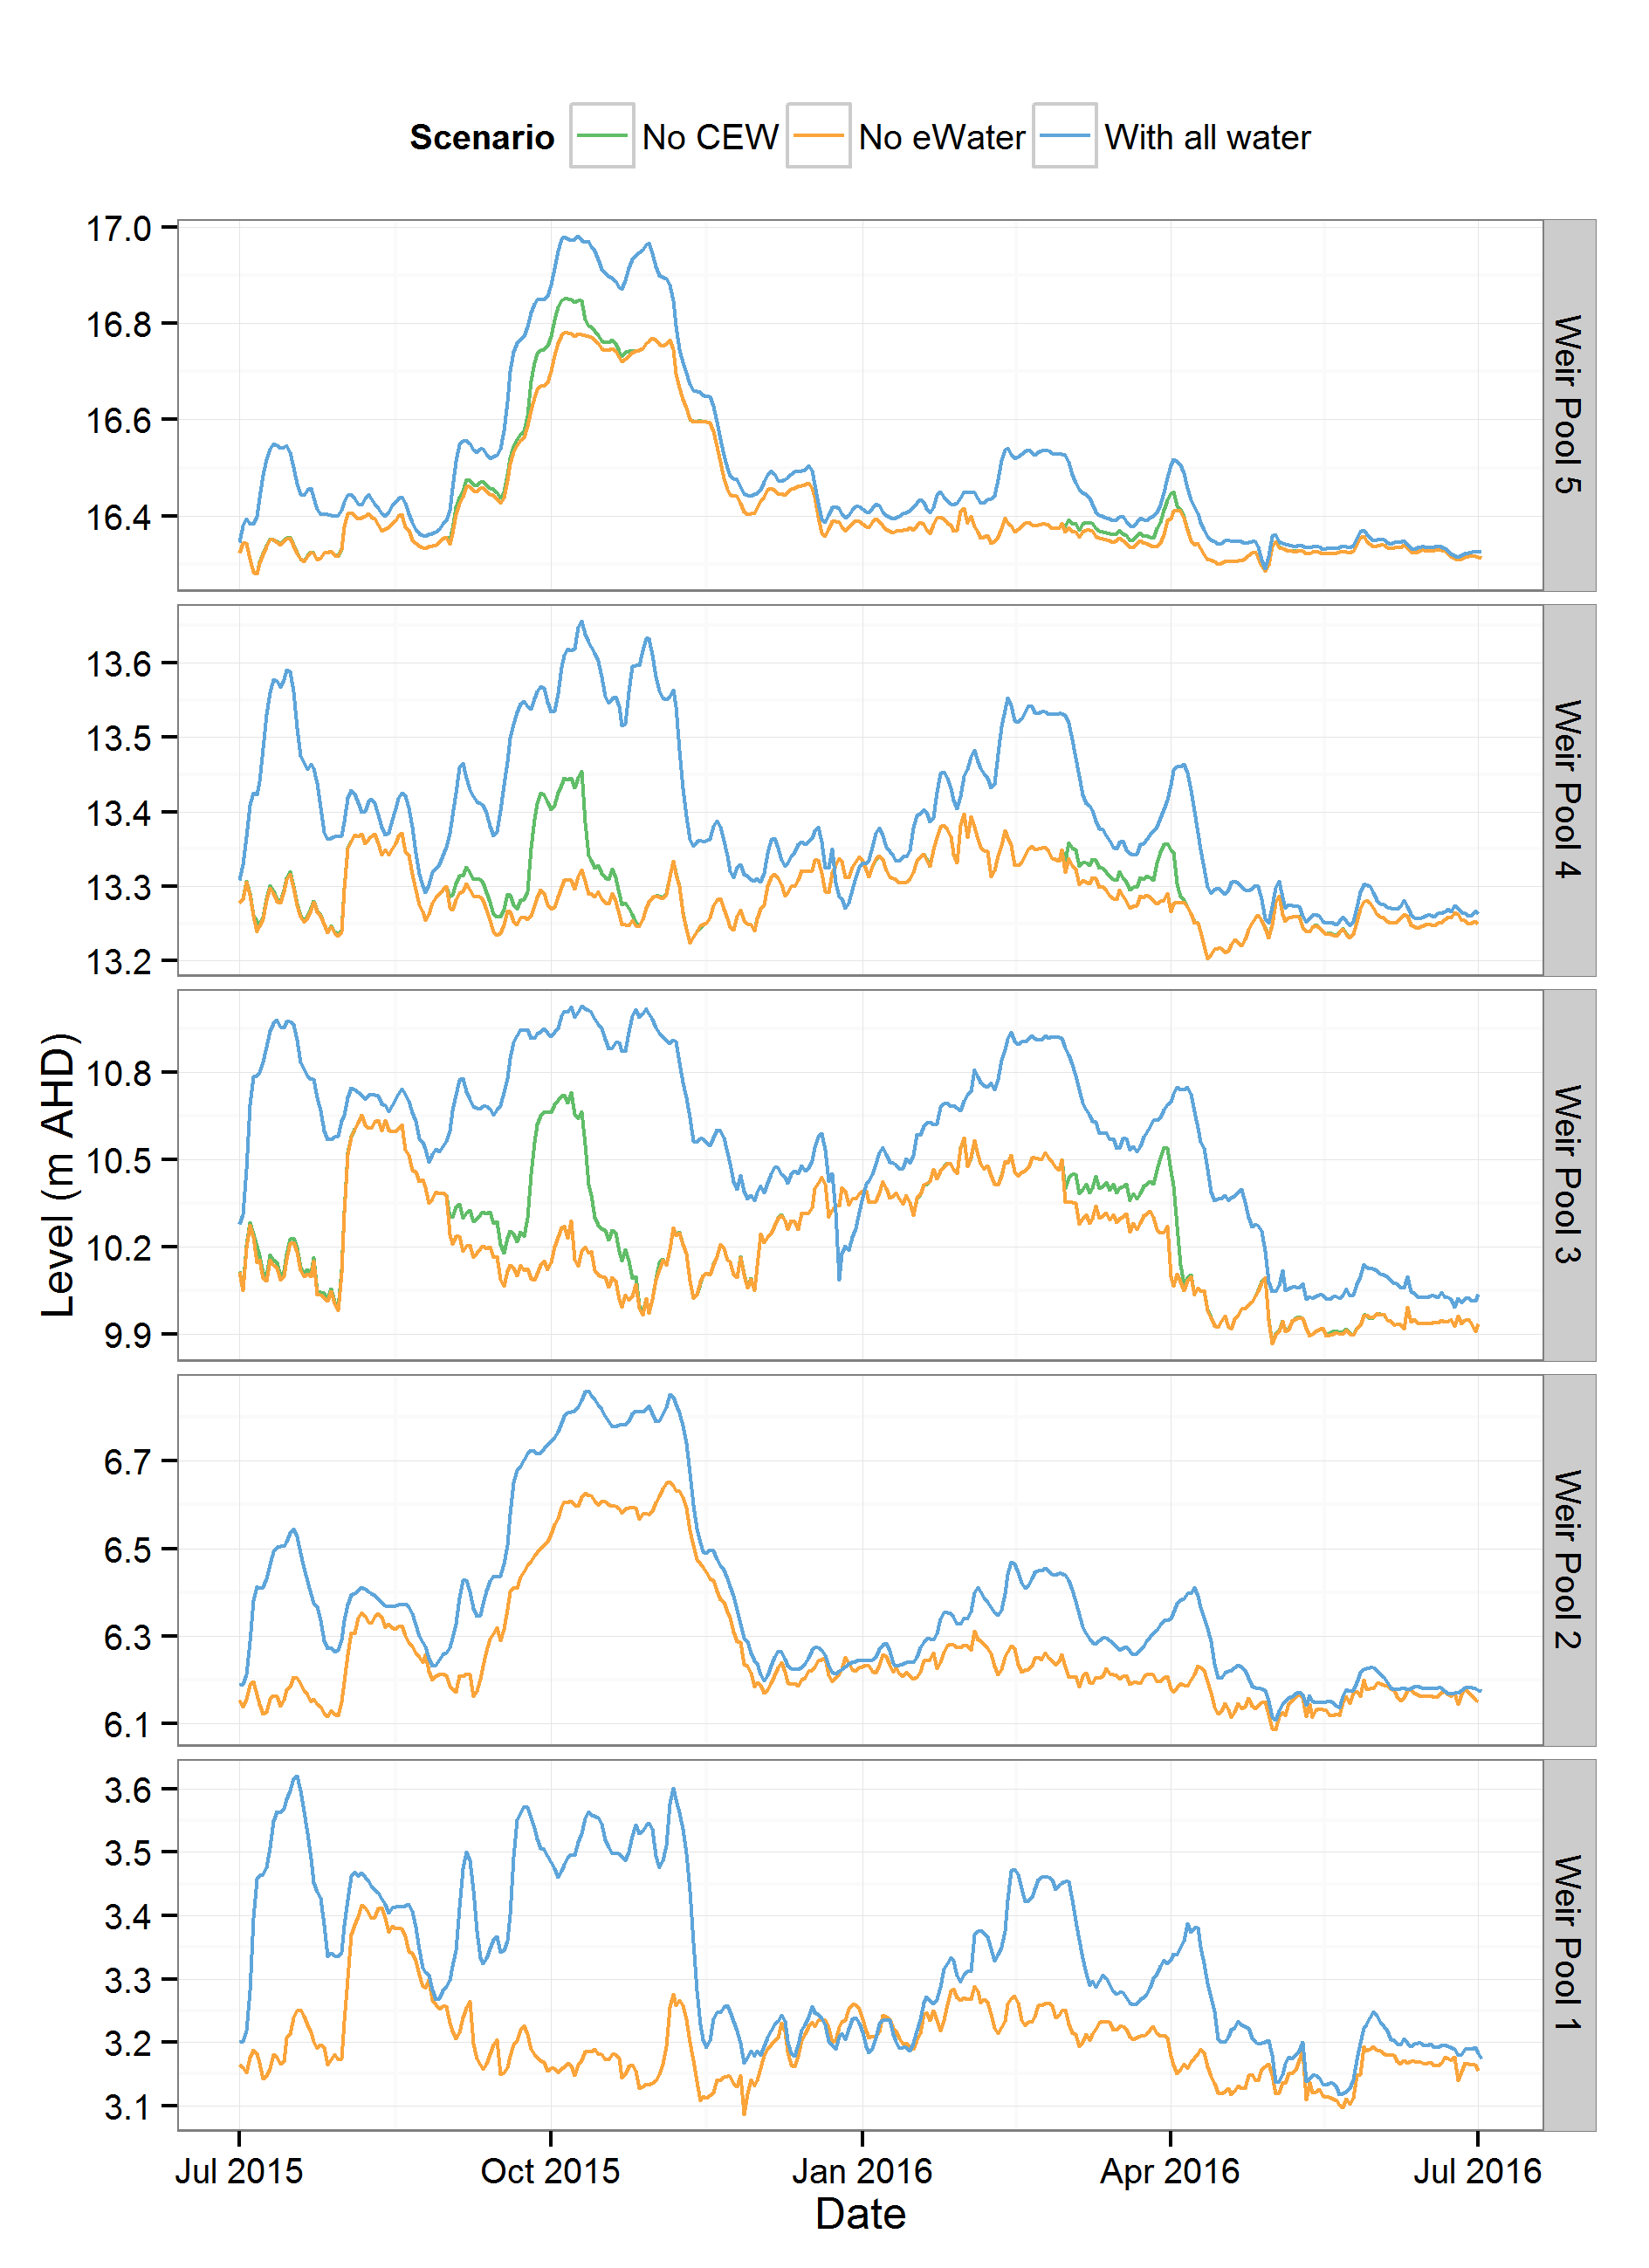 Scenario No CEW No eWater With all water
17.0
16.8
16.6
16.4
Weir Pool 5
13.6
13.5
13.4
13.3
13.2
Weir Pool 4
Level (m AHD)
10.8
10.5
10.2
9.9
Weir Pool 3
6.7
6.5
6.3
6.1
Weir Pool 2
3.6
3.5
3.4
3.3
3.2
3.1
Weir Pool 1
Jul 2015 Oct 2015 Jan 2016 Apr 2016 Jul 2016
Date